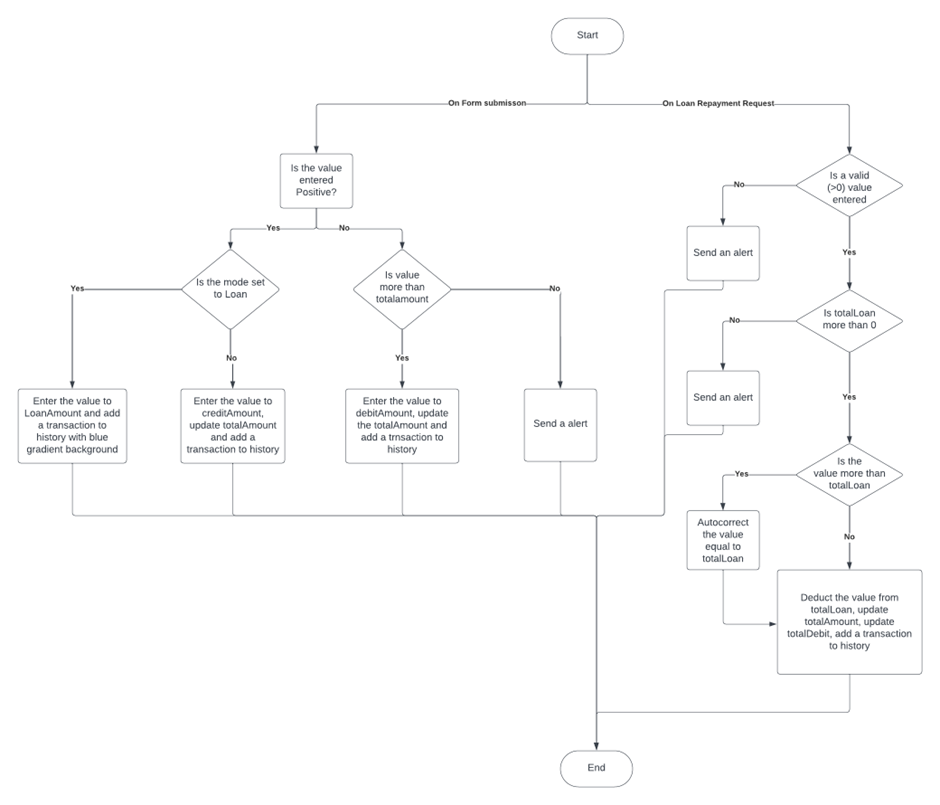 Start
On Form submisson
On Loan Repayment Request
Is the value
entered
Positive?
Is a valid
(>0) value
entered
No
Yes
No
Send an alert
Yes
Is the mode set
to Loan
Is value
more than
totalamount
Yes
No
Is totalLoan
more than 0
No
No
Yes
Send an alert
Yes
Enter the value to
LoanAmount and add
a transaction to
history with blue
gradient background
Enter the value to
creditAmount,
update totalAmount
and add a
transaction to history
Enter the value to
debitAmount, update
the totalAmount and
add a trnsaction to
history
Send a alert
Is the
value more than
totalLoan
Yes
No
Autocorrect
the value
equal to
totalLoan
Deduct the value from
totalLoan, update
totalAmount, update
totalDebit, add a transaction
to history
End